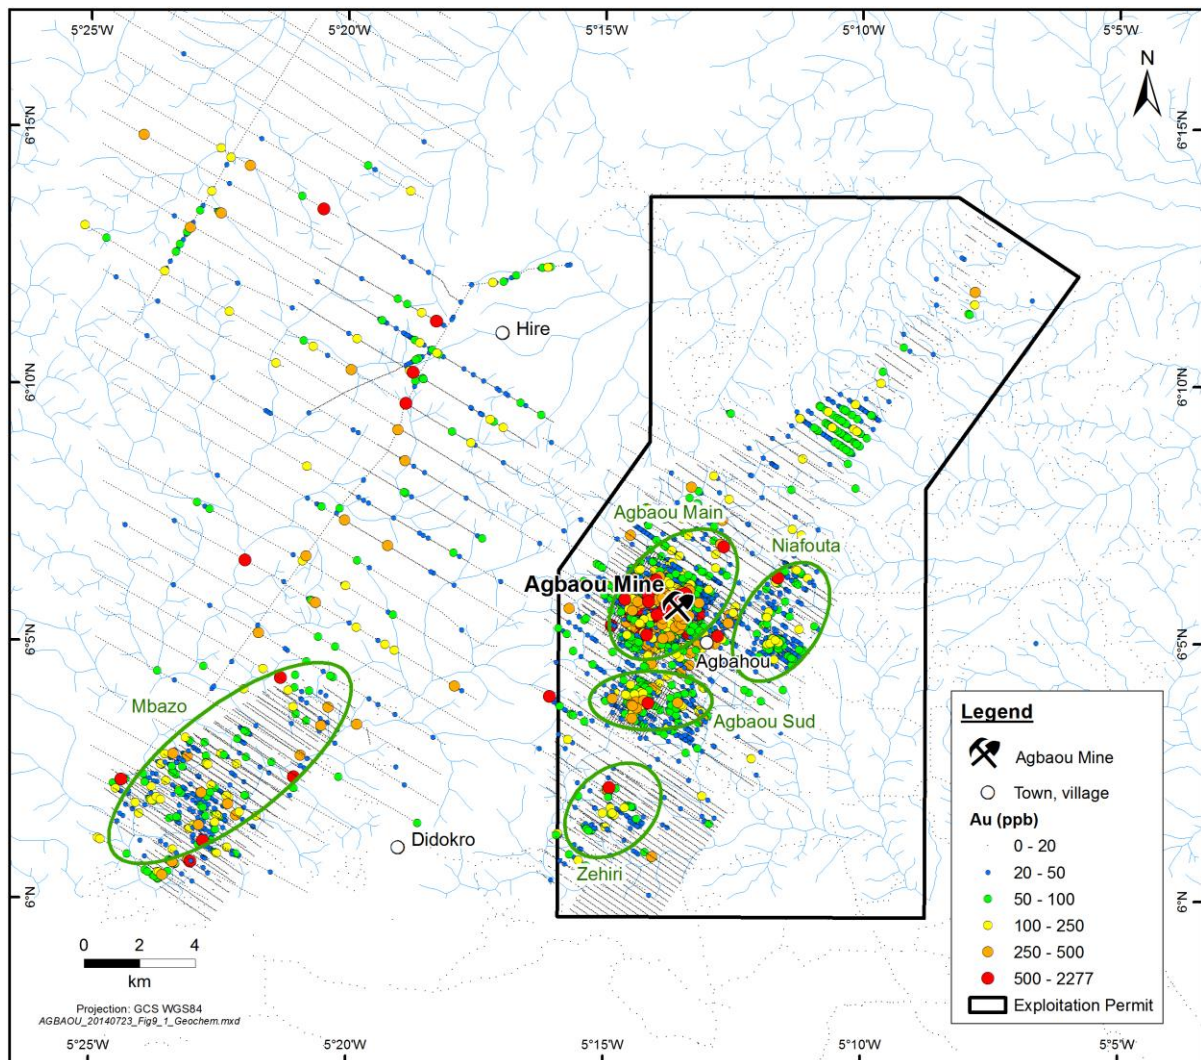 5°25'W
5°20'W
5°15'W
5°10'W
5°5'W
N
6°15'N
6°15'N
Hire
6°10'N
6°10'N
Agbaou Main
Niafouta
Agbaou Mine
6°5'N
6°5'N
Agbahou
Mbazo
Agbaou Sud
Didokro
Zehiri
6°N
6°N
Legend
Agbaou Mine
Town, village
Au (ppb)
0 - 20
20 - 50
50 - 100
100 - 250
250 - 500
500 - 2277
Exploitation Permit
0 2 4
km
Projection: GCS WGS84
AGBAOU_20140723_Fig9_1_Geochem.mxd
5°25'W
5°20'W
5°15'W
5°10'W
5°5'W